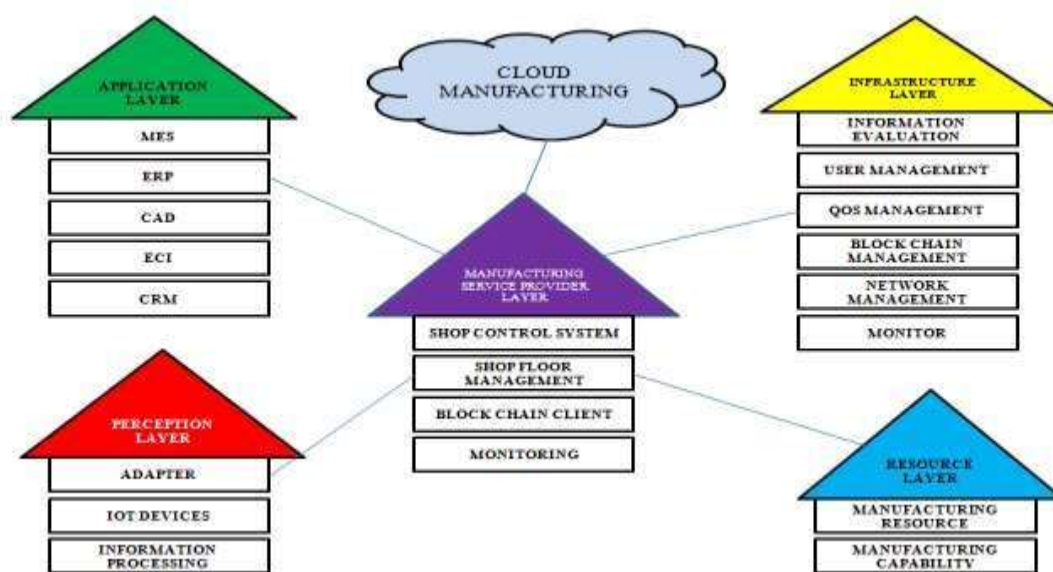 CLOUD
MANUFACTURING
APPLICATION
LAYER
MES
ERP
CAD
ECI
CRM
INFRASTRUCTURE
LAYER
INFORMATION
EVALUATION
USER MANAGEMENT
QOS MANAGEMENT
BLOCK CHAIN
MANAGEMENT
NETWORK
MANAGEMENT
MONITOR
MANUFACTURING
SERVICE PROVIDER
LAYER
SHOP CONTROL SYSTEM
SHOP FLOOR
MANAGEMENT
BLOCK CHAIN CLIENT
MONITORING
PERCEPTION
LAYER
ADAPTER
IOT DEVICES
INFORMATION
PROCESSING
RESOURCE
LAYER
MANUFACTURING
RESOURCE
MANUFACTURING
CAPABILITY